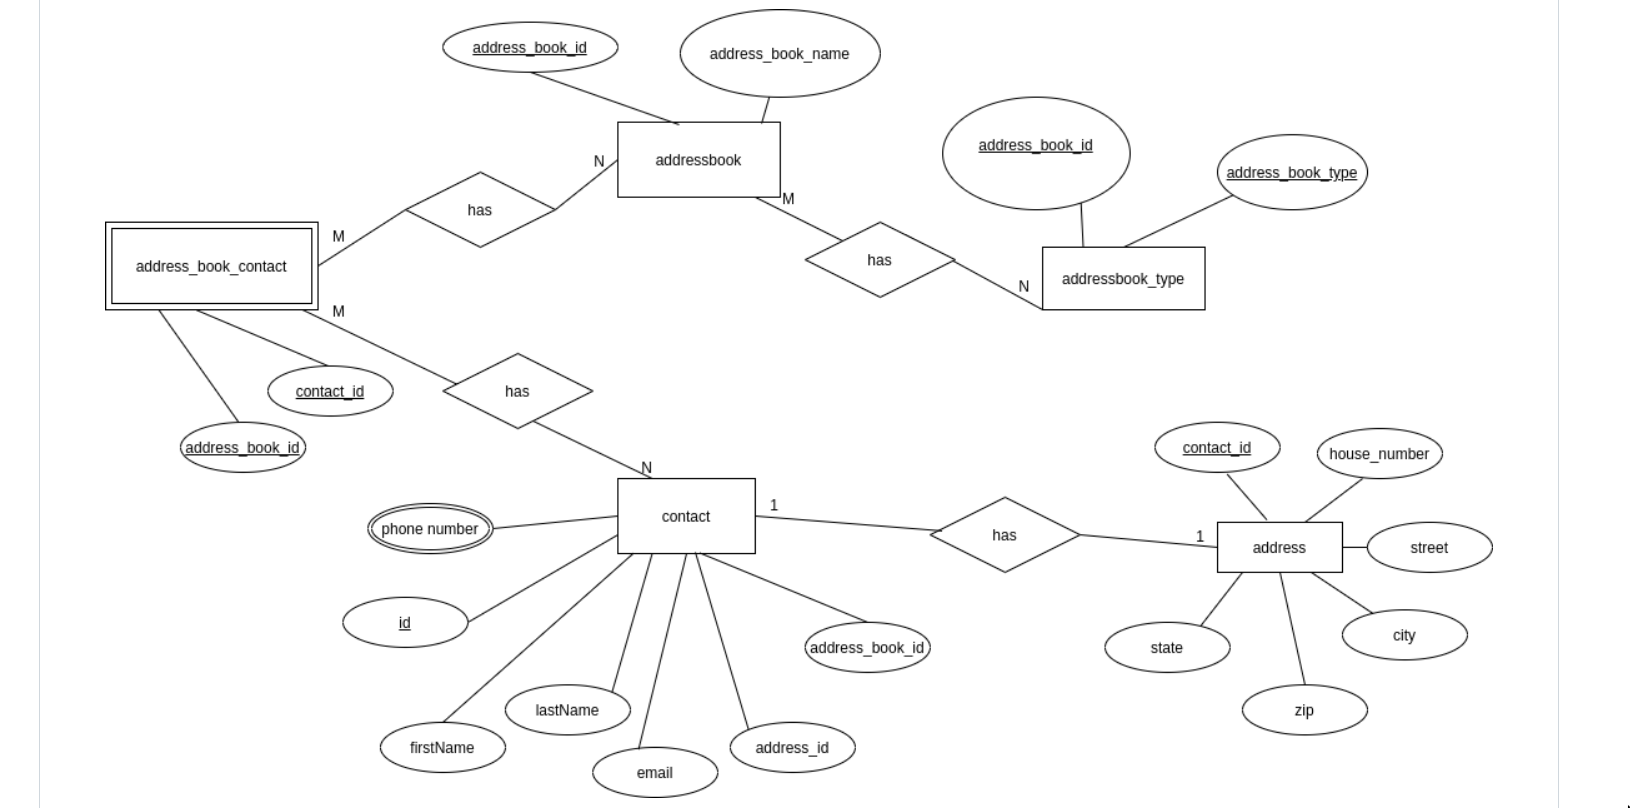 address_book_id
address_book_name
address_book_id
addressbook
N
address_book_type
M
has
M
has
address_book_contact
addressbook_type
N
M
has
contact_id
address_book_id
contact_id
house_number
N
1
contact
phone number
has
1
address
street
id
address_book_id
state
city
lastName
zip
firstName
address_id
email